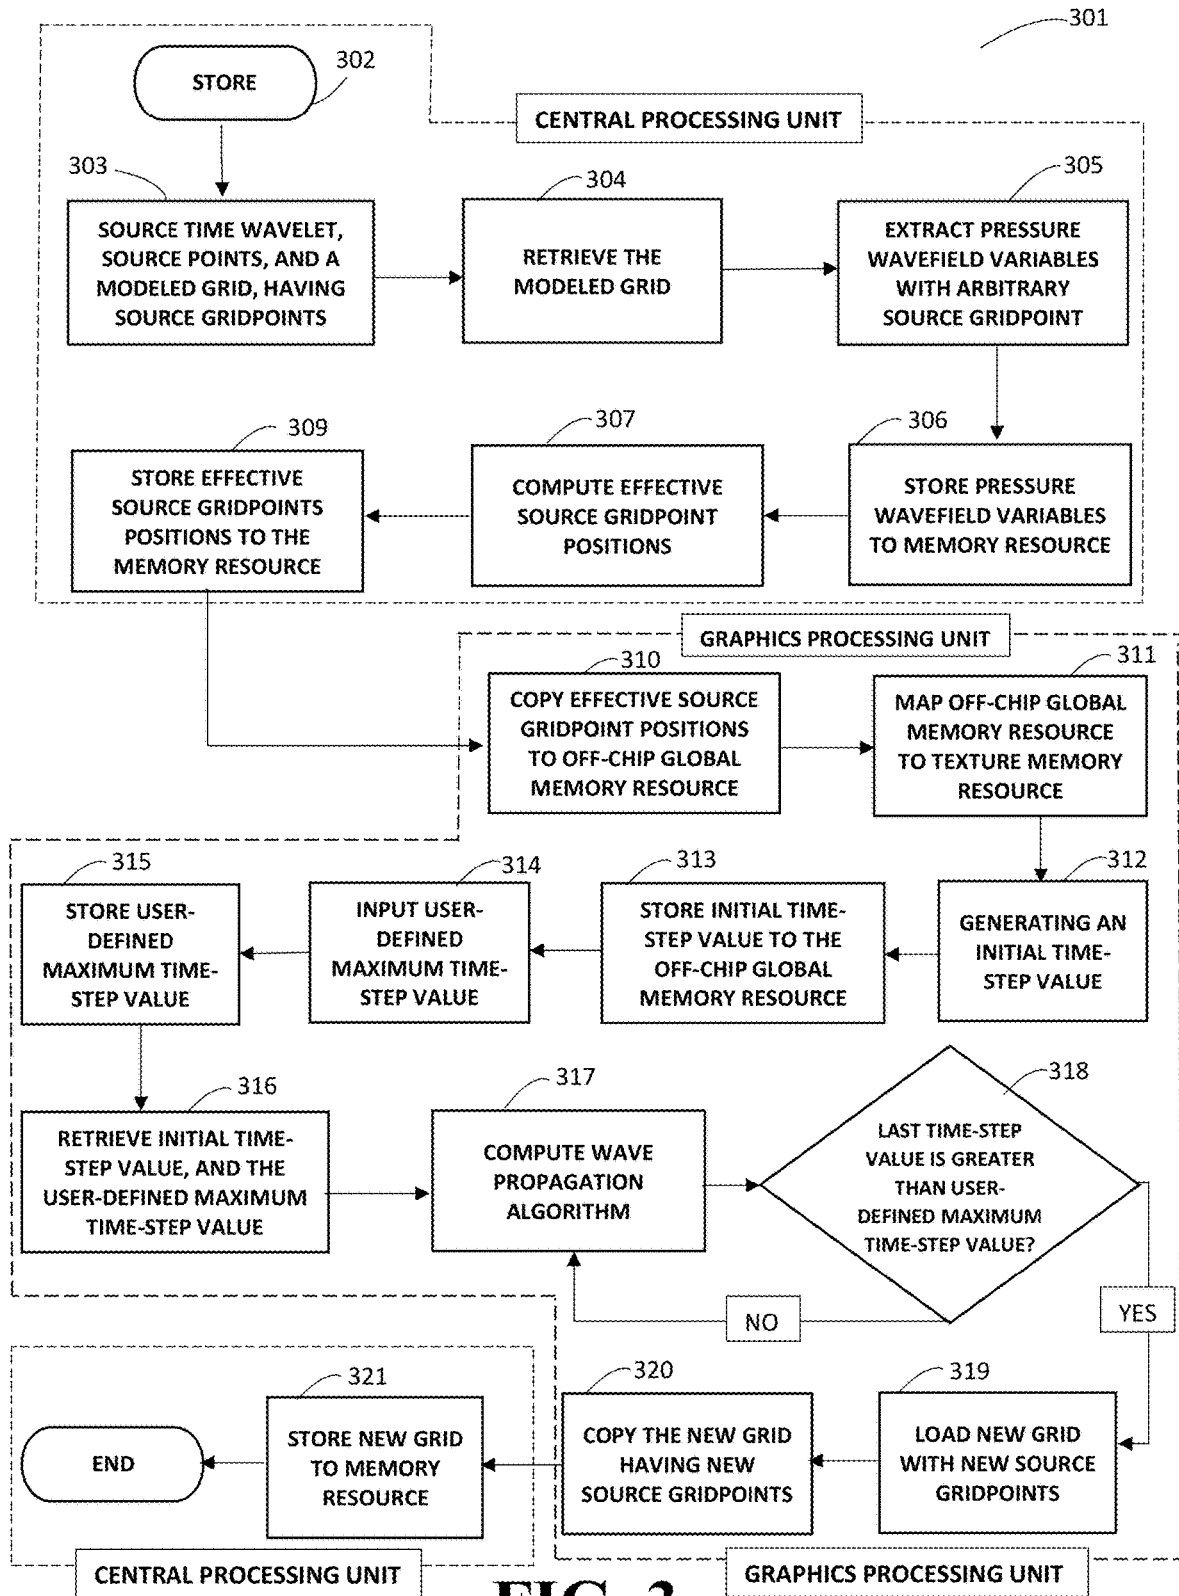 301
STORE
302
CENTRAL PROCESSING UNIT
303
SOURCE TIME WAVELET,
SOURCE POINTS, AND A
MODELED GRID, HAVING
SOURCE GRIDPOINTS
304
RETRIEVE THE
MODELED GRID
305
EXTRACT PRESSURE
WAVEFIELD VARIABLES
WITH ARBITRARY
SOURCE GRIDPOINT
306
STORE PRESSURE
WAVEFIELD VARIABLES
TO MEMORY RESOURCE
307
COMPUTE EFFECTIVE
SOURCE GRIDPOINT
POSITIONS
309
STORE EFFECTIVE
SOURCE GRIDPOINTS
POSITIONS TO THE
MEMORY RESOURCE
GRAPHICS PROCESSING UNIT
310
COPY EFFECTIVE SOURCE
GRIDPOINT POSITIONS
TO OFF-CHIP GLOBAL
MEMORY RESOURCE
311
MAP OFF-CHIP GLOBAL
MEMORY RESOURCE
TO TEXTURE MEMORY
RESOURCE
312
GENERATING AN
INITIAL TIME-
STEP VALUE
313
STORE INITIAL TIME-
STEP VALUE TO THE
OFF-CHIP GLOBAL
MEMORY RESOURCE
314
INPUT USER-
DEFINED
MAXIMUM TIME-
STEP VALUE
315
STORE USER-
DEFINED
MAXIMUM TIME-
STEP VALUE
316
RETRIEVE INITIAL TIME-
STEP VALUE, AND THE
USER-DEFINED MAXIMUM
TIME-STEP VALUE
317
COMPUTE WAVE
PROPAGATION
ALGORITHM
318
LAST TIME-STEP
VALUE IS GREATER
THAN USER-
DEFINED MAXIMUM
TIME-STEP VALUE?
NO
YES
319
LOAD NEW GRID
WITH NEW SOURCE
GRIDPOINTS
320
COPY THE NEW GRID
HAVING NEW
SOURCE GRIDPOINTS
321
STORE NEW GRID
TO MEMORY
RESOURCE
END
CENTRAL PROCESSING UNIT
FIG. 3
GRAPHICS PROCESSING UNIT